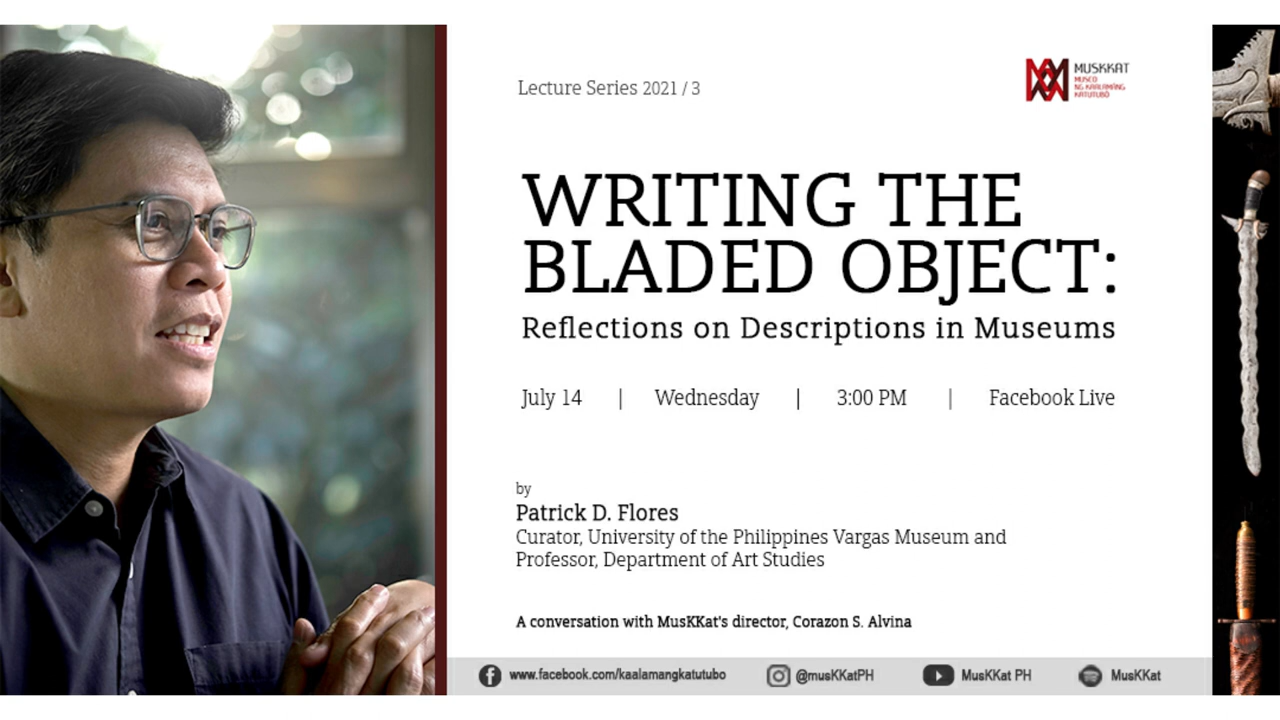 Lecture Series 2021 / 3
MUSKKAT
MUSEO
NG KAALAMANG
KATUTUBO
WRITING THE
BLADED OBJECT:
Reflections on Descriptions in Museums
July 14 | Wednesday | 3:00 PM | Facebook Live
by
Patrick D. Flores
Curator, University of the Philippines Vargas Museum and
Professor, Department of Art Studies
A conversation with MusKKat's director, Corazon S. Alvina
www.facebook.com/kaalamangkatutubo @musKKatPH MusKKat PH MusKKat